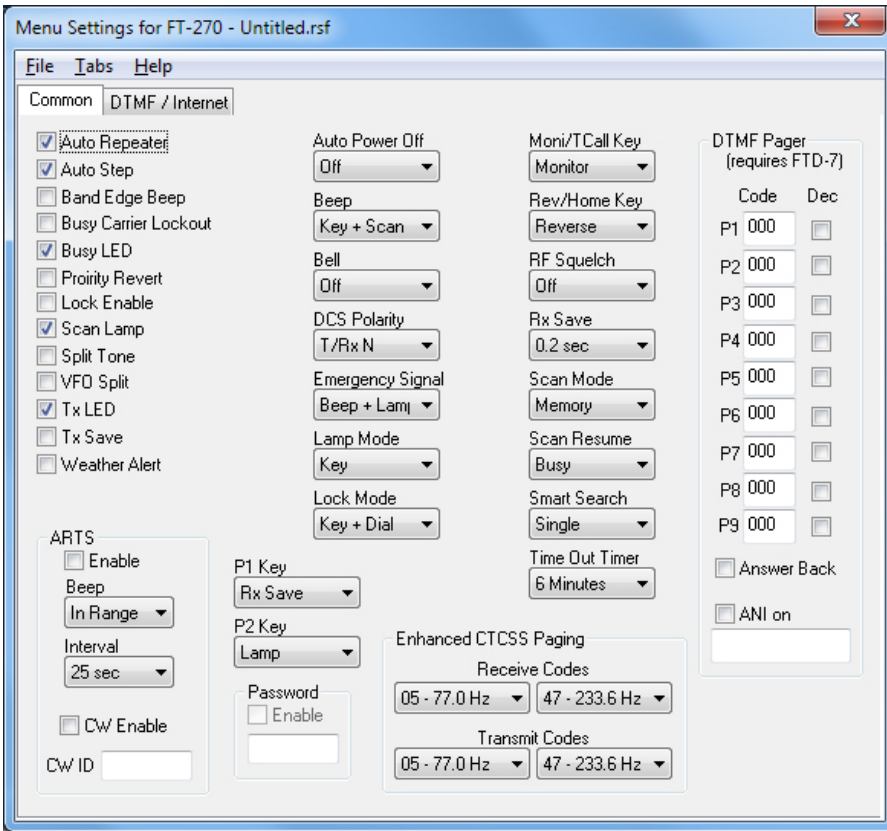 Menu Settings for FT-270 - Untitled.rsf
File Tabs Help
Common DTMF / Internet
Auto Repeater
Auto Step
Band Edge Beep
Busy Carrier Lockout
Busy LED
Proirity Revert
Lock Enable
Scan Lamp
Split Tone
VFO Split
Tx LED
Tx Save
Weather Alert
ARTS
Enable
Beep
In Range
Interval
25 sec
CW Enable
CW ID
Auto Power Off
Off
Beep
Key + Scan
Bell
Off
DCS Polarity
T/Rx N
Emergency Signal
Beep + Lam
Lamp Mode
Key
Lock Mode
Key + Dial
P1 Key
Rx Save
P2 Key
Lamp
Password
Enable
Moni/TCall Key
Monitor
Rev/Home Key
Reverse
RF Squelch
Off
Rx Save
0.2 sec
Scan Mode
Memory
Scan Resume
Busy
Smart Search
Single
Time Out Timer
6 Minutes
Enhanced CTCSS Paging
Receive Codes
05 - 77.0 Hz 47 - 233.6 Hz
Transmit Codes
05 - 77.0 Hz 47 - 233.6 Hz
DTMF Pager
(requires FTD-7)
Code Dec
P1 000
P2 000
P3 000
P4 000
P5 000
P6 000
P7 000
P8 000
P9 000
Answer Back
ANI on